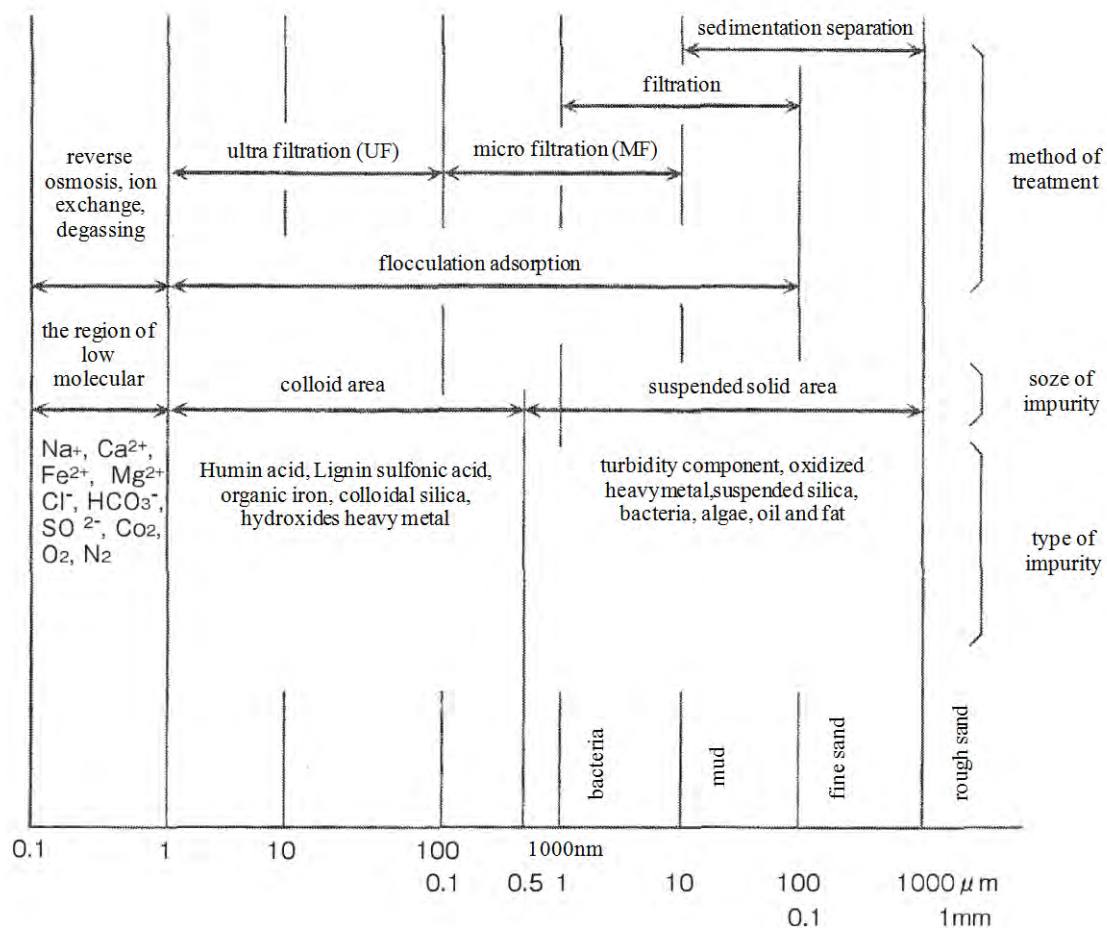 sedimentation separation
filtration
ultra filtration (UF)
micro filtration (MF)
reverse
osmosis, ion
exchange,
degassing
method of
treatment
flocculation adsorption
the region of
low
molecular
colloid area
suspended solid area
soze of
impurity
Na+, Ca2+,
Fe2+, Mg2+
Cl-, HCO3-,
SO 2-, Co2,
O2, N2
Humin acid, Lignin sulfonic acid,
organic iron, colloidal silica,
hydroxides heavy metal
turbidity component, oxidized
heavymetal,suspended silica,
bacteria, algae, oil and fat
type of
impurity
bacteria
mud
fine sand
rough sand
0.1 1 10 100 1000nm
0.1 0.5 1 10 100 1000 μm
0.1 1mm